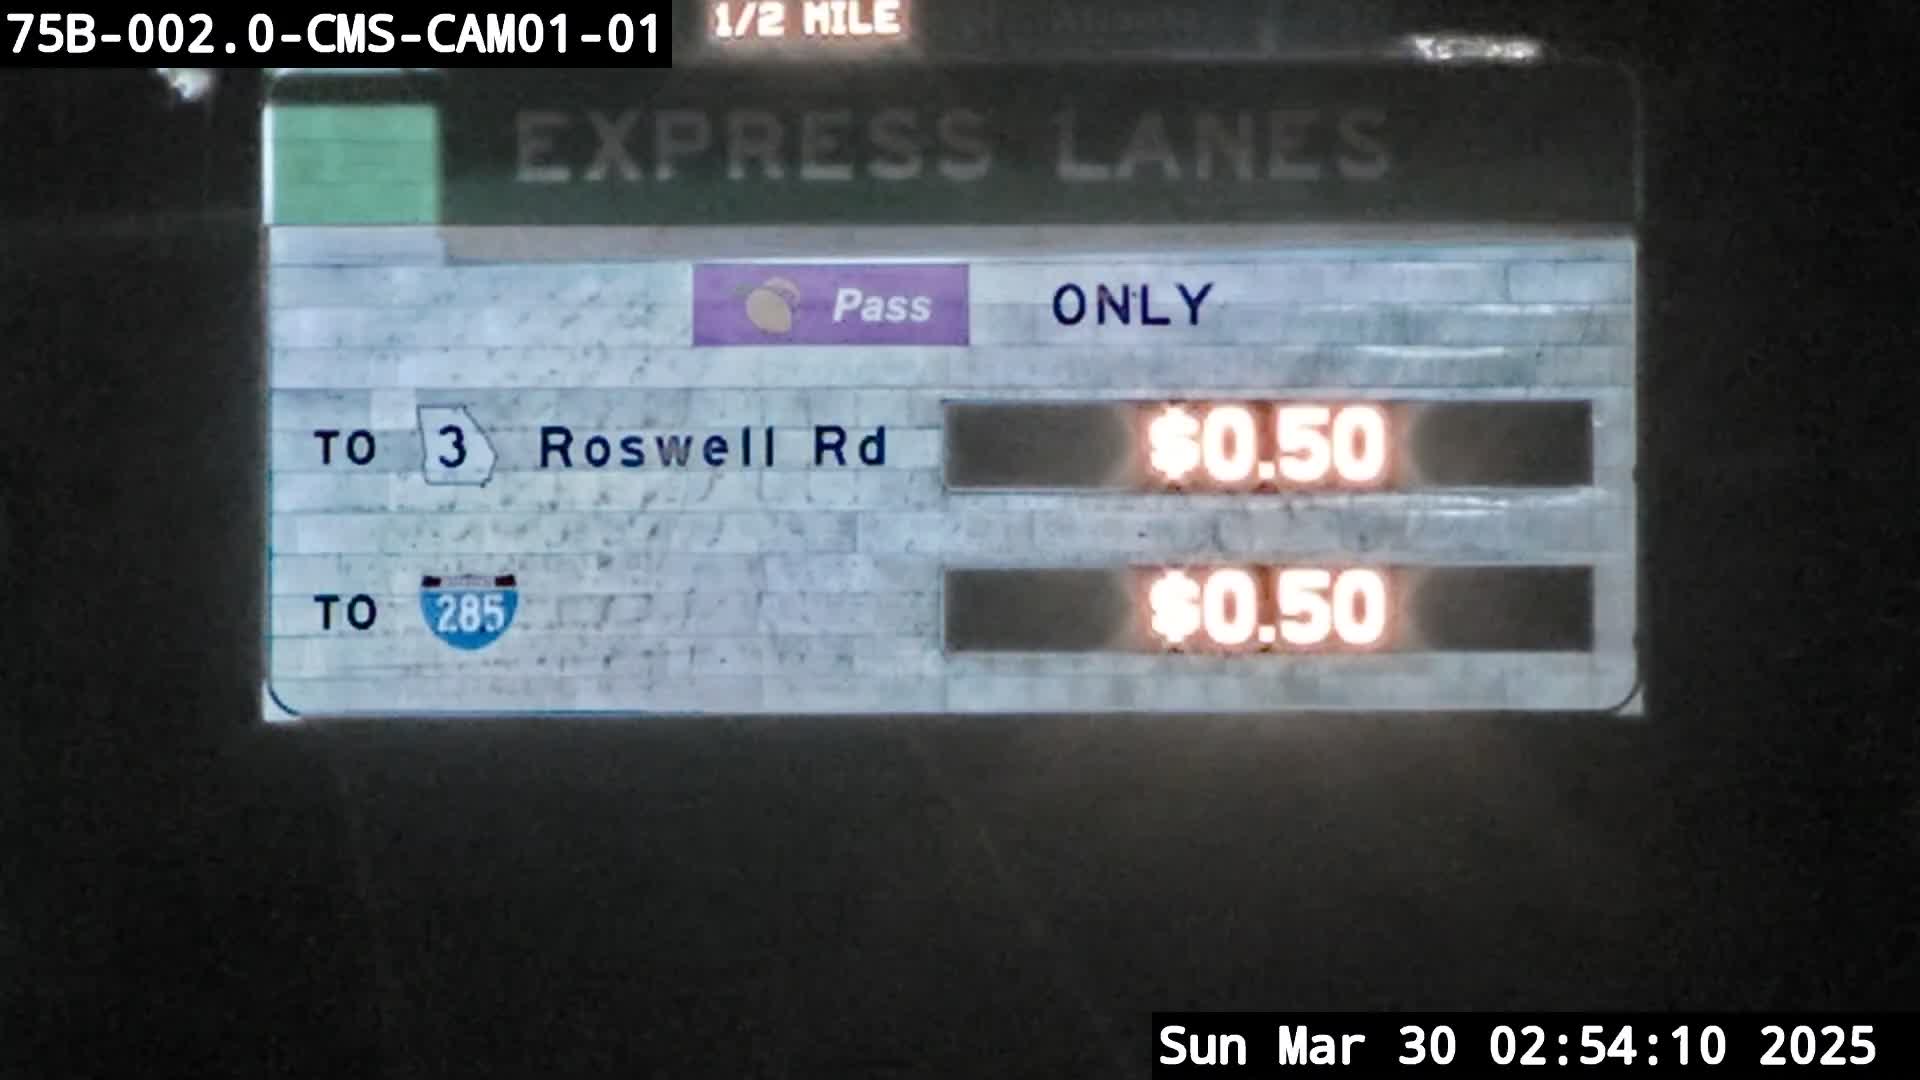 75B-002.0-CMS-CAM01-01
1/2 MILE
EXPRESS LANES
Pass ONLY
TO 3 Roswell Rd $0.50
TO 285 $0.50
Sun Mar 30 02:54:10 2025